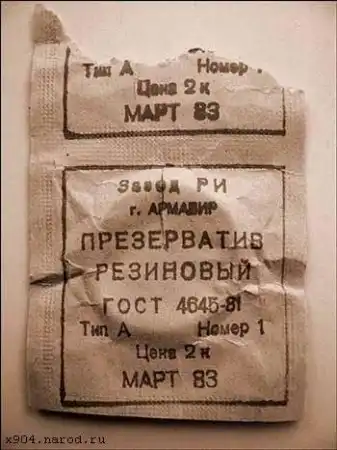 Тип А Номер 1
Цена 2 к
МАРТ 83
Завод РИ
г. АРМАВИР
ПРЕЗЕРВАТИВ
РЕЗИНОВЫЙ
ГОСТ 4645-81
Тип А Номер 1
Цена 2 к
МАРТ 83
x904.narod.ru